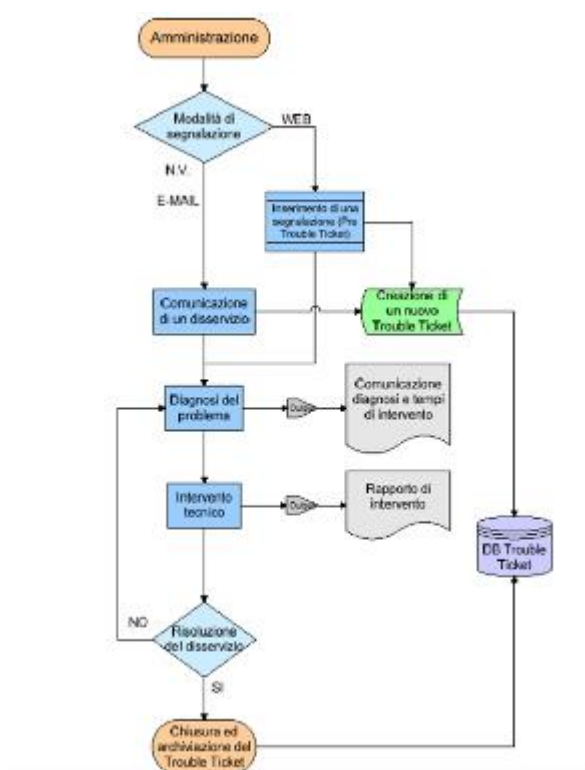 Amministrazione
Modalità di
segnalazione
WEB
N.V.
E-MAIL
Inserimento di una
segnalazione (Pre
Trouble Ticket)
Comunicazione
di un disservizio
Creazione di
un nuovo
Trouble Ticket
Diagnosi del
problema
Output
Comunicazione
diagnosi e tempi
di intervento
Intervento
tecnico
Output
Rapporto di
intervento
DB Trouble
Ticket
NO
Risoluzione
del disservizio
SI
Chiusura ed
archiviazione del
Trouble Ticket